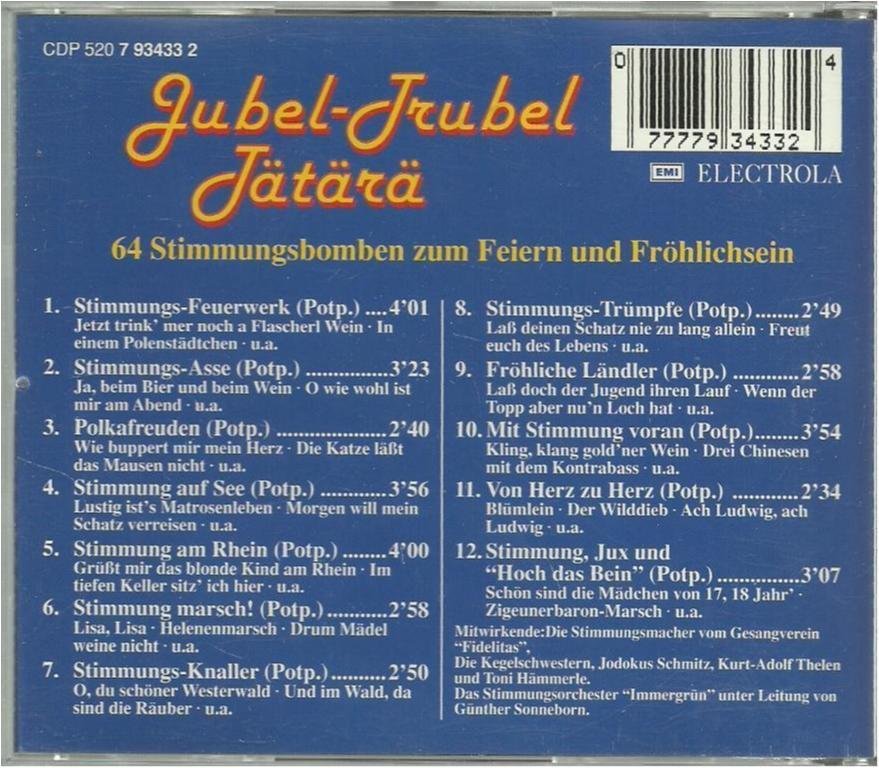 CDP 520 7 93433 2
0 77779 34332 4
Jubel-Trubel
Tätärä
EMI ELECTROLA
64 Stimmungsbomben zum Feiern und Fröhlichsein
1. Stimmungs-Feuerwerk (Potp.) ....4’01
Jetzt trink’ mer noch a Flascherl Wein · In
einem Polenstädtchen · u.a.
2. Stimmungs-Asse (Potp.) ...............3’23
Ja, beim Bier und beim Wein · O wie wohl ist
mir am Abend · u.a.
3. Polkafreuden (Potp.) ....................2’40
Wie buppert mir mein Herz · Die Katze läßt
das Mausen nicht · u.a.
4. Stimmung auf See (Potp.) ............3’56
Lustig ist’s Matrosenleben · Morgen will mein
Schatz verreisen · u.a.
5. Stimmung am Rhein (Potp.) ........4’00
Grüßt mir das blonde Kind am Rhein · Im
tiefen Keller sitz’ ich hier · u.a.
6. Stimmung marsch! (Potp.) ...........2’58
Lisa, Lisa · Helenenmarsch · Drum Mädel
weine nicht · u.a.
7. Stimmungs-Knaller (Potp.) ..........2’50
O, du schöner Westerwald · Und im Wald, da
sind die Räuber · u.a.
8. Stimmungs-Trümpfe (Potp.) ........2’49
Laß deinen Schatz nie zu lang allein · Freut
euch des Lebens · u.a.
9. Fröhliche Ländler (Potp.) ............2’58
Laß doch der Jugend ihren Lauf · Wenn der
Topp aber nu’n Loch hat · u.a.
10. Mit Stimmung voran (Potp.).......3’54
Kling, klang gold’ner Wein · Drei Chinesen
mit dem Kontrabass · u.a.
11. Von Herz zu Herz (Potp.) ............2’34
Blümlein · Der Wilddieb · Ach Ludwig, ach
Ludwig · u.a.
12. Stimmung, Jux und
“Hoch das Bein” (Potp.) ...............3’07
Schön sind die Mädchen von 17, 18 Jahr’ ·
Zigeunerbaron-Marsch · u.a.
Mitwirkende:Die Stimmungsmacher vom Gesangverein
“Fidelitas”,
Die Kegelschwestern, Jodokus Schmitz, Kurt-Adolf Thelen
und Toni Hämmerle.
Das Stimmungsorchester “Immergrün” unter Leitung von
Günther Sonneborn.